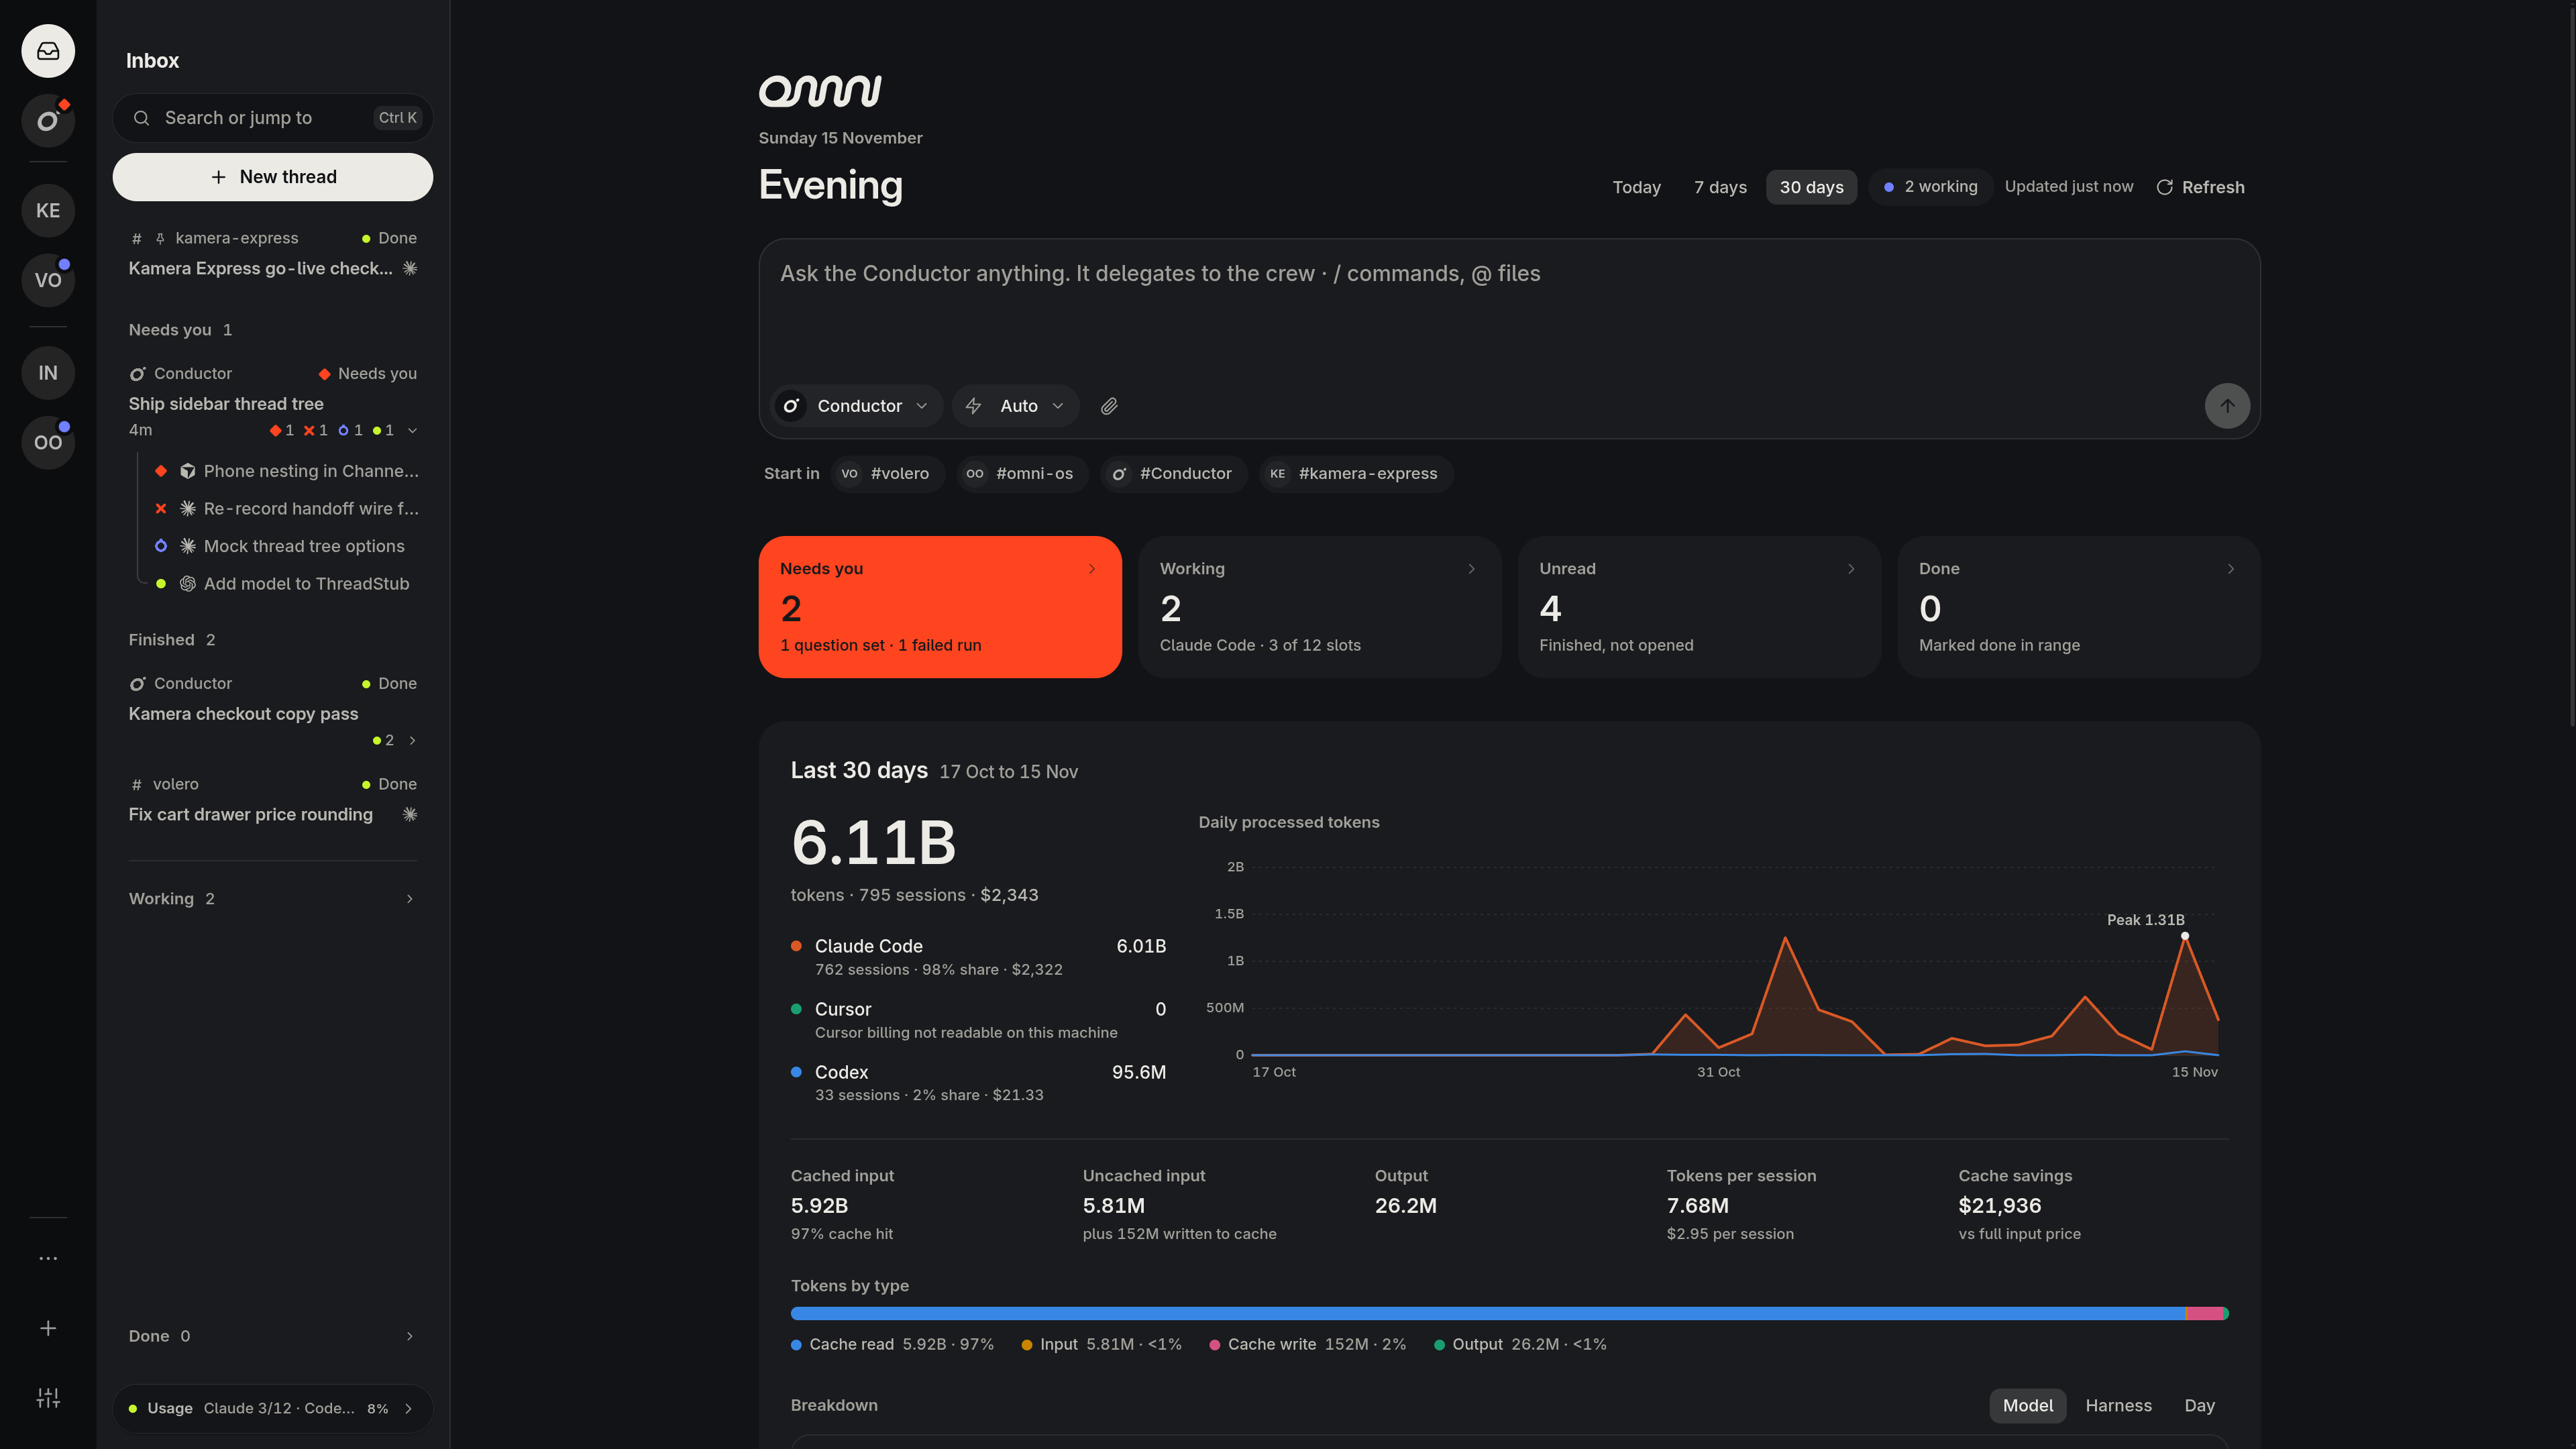 Inbox
Search or jump to Ctrl K
New thread
KE
VO
IN
OO
# kamera-express Done
Kamera Express go-live check...
Needs you 1
Conductor Needs you
Ship sidebar thread tree
4m 1 1 1 1
Phone nesting in Channe...
Re-record handoff wire f...
Mock thread tree options
Add model to ThreadStub
Finished 2
Conductor Done
Kamera checkout copy pass
2
# volero Done
Fix cart drawer price rounding
Working 2
Done 0
Usage Claude 3/12 · Code... 8%
omni
Sunday 15 November
Evening
Today 7 days 30 days 2 working Updated just now Refresh
Ask the Conductor anything. It delegates to the crew · / commands, @ files
Conductor Auto
Start in VO #volero OO #omni-os #Conductor KE #kamera-express
Needs you
2
1 question set · 1 failed run
Working
2
Claude Code · 3 of 12 slots
Unread
4
Finished, not opened
Done
0
Marked done in range
Last 30 days 17 Oct to 15 Nov
6.11B
tokens · 795 sessions · $2,343
Claude Code 6.01B
762 sessions · 98% share · $2,322
Cursor 0
Cursor billing not readable on this machine
Codex 95.6M
33 sessions · 2% share · $21.33
Daily processed tokens
2B
1.5B
Peak 1.31B
1B
500M
0
17 Oct 31 Oct 15 Nov
Cached input
5.92B
97% cache hit
Uncached input
5.81M
plus 152M written to cache
Output
26.2M
Tokens per session
7.68M
$2.95 per session
Cache savings
$21,936
vs full input price
Tokens by type
Cache read 5.92B · 97% Input 5.81M · <1% Cache write 152M · 2% Output 26.2M · <1%
Breakdown Model Harness Day